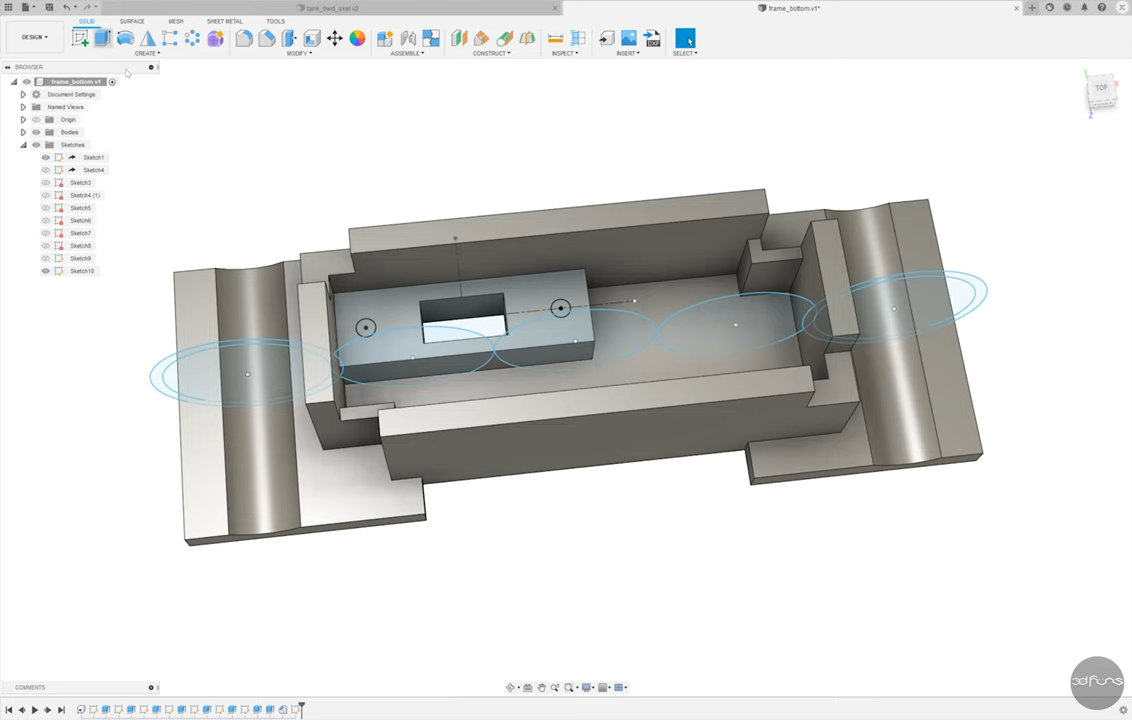 tank_fixed_skel v2
frame_bottom v1*
SOLID SURFACE MESH SHEET METAL TOOLS
DESIGN
CREATE MODIFY ASSEMBLE CONSTRUCT INSPECT INSERT SELECT
DXF
BROWSER
frame_bottom v1
Document Settings
Named Views
Origin
Bodies
Sketches
Sketch1
Sketch4
Sketch3
Sketch4 (1)
Sketch5
Sketch6
Sketch7
Sketch8
Sketch9
Sketch10
TOP
X
Z
COMMENTS
3dfuns